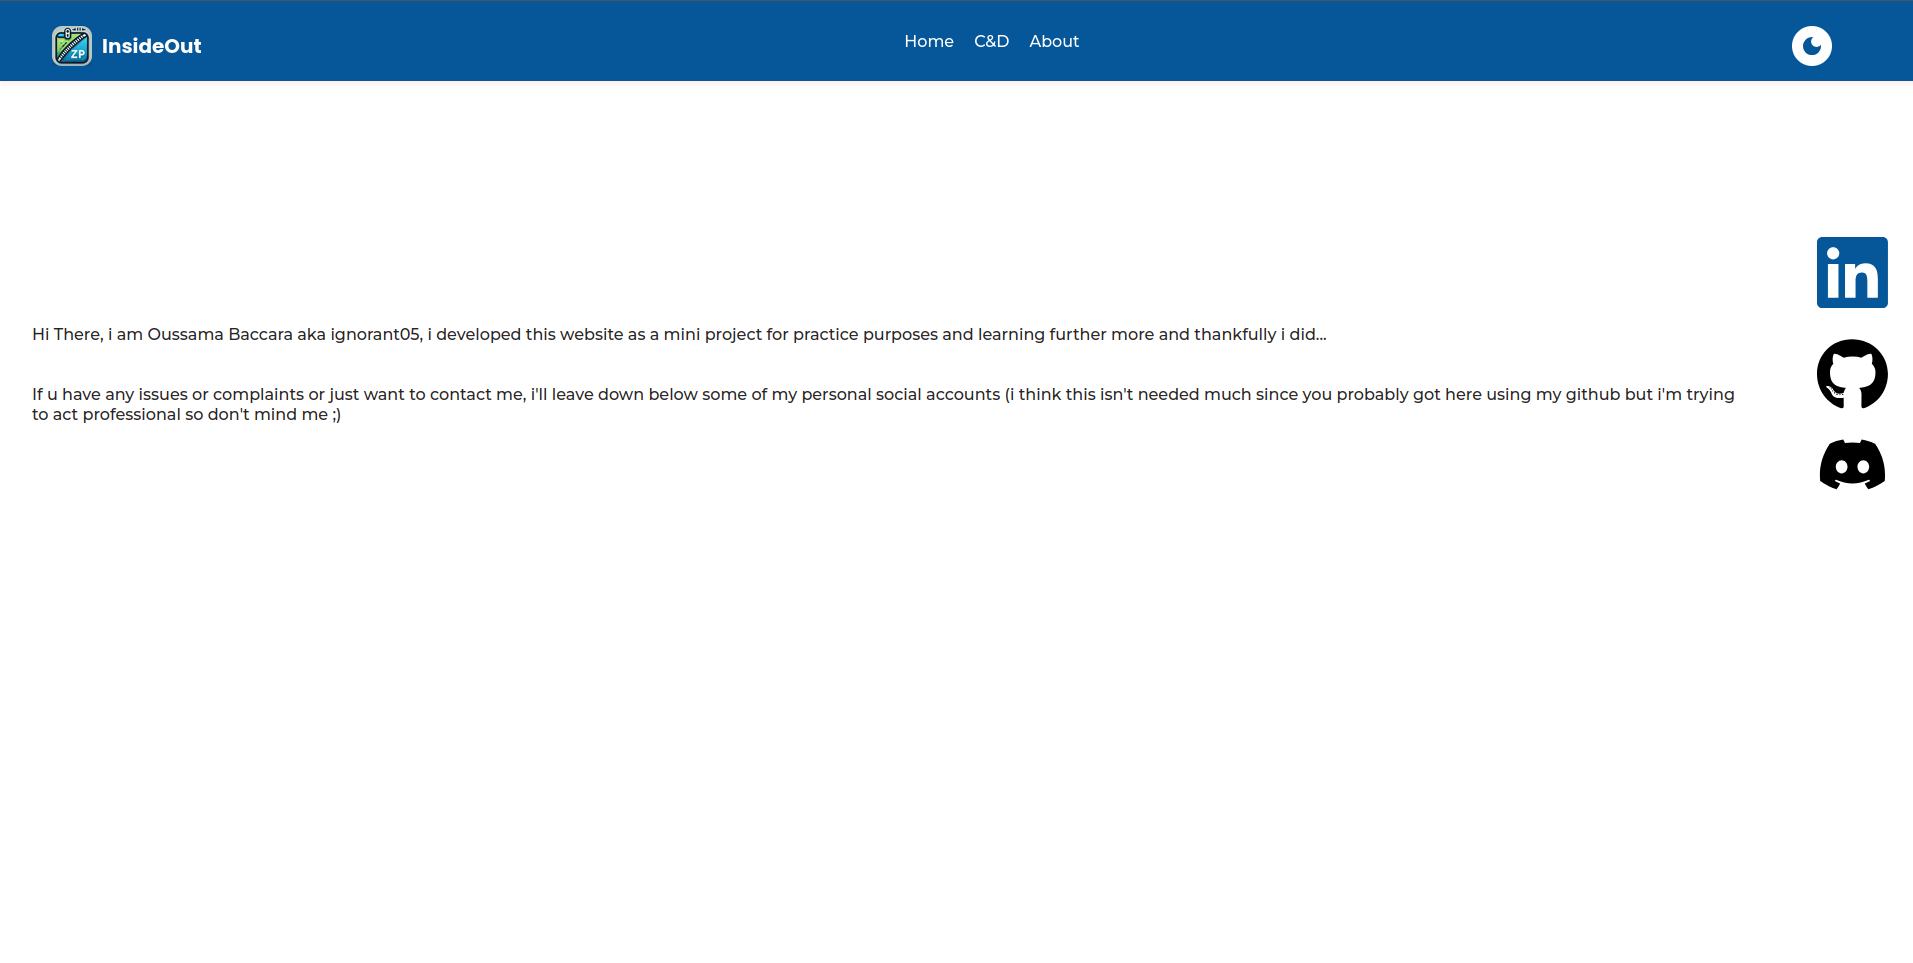 ZP
InsideOut
Home C&D About
in
Hi There, i am Oussama Baccara aka ignorant05, i developed this website as a mini project for practice purposes and learning further more and thankfully i did...
If u have any issues or complaints or just want to contact me, i'll leave down below some of my personal social accounts (i think this isn't needed much since you probably got here using my github but i'm trying
to act professional so don't mind me ;)